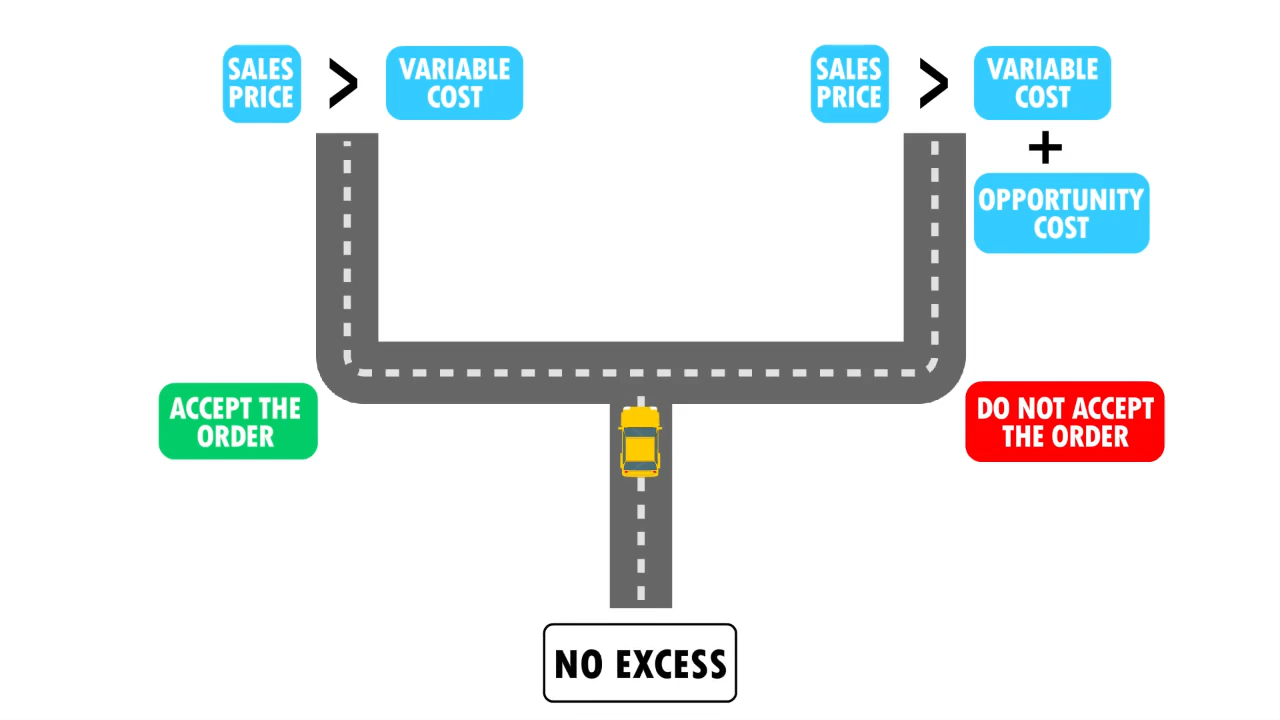 SALES
PRICE
>
VARIABLE
COST
SALES
PRICE
>
VARIABLE
COST
+
OPPORTUNITY
COST
ACCEPT THE
ORDER
DO NOT ACCEPT
THE ORDER
NO EXCESS